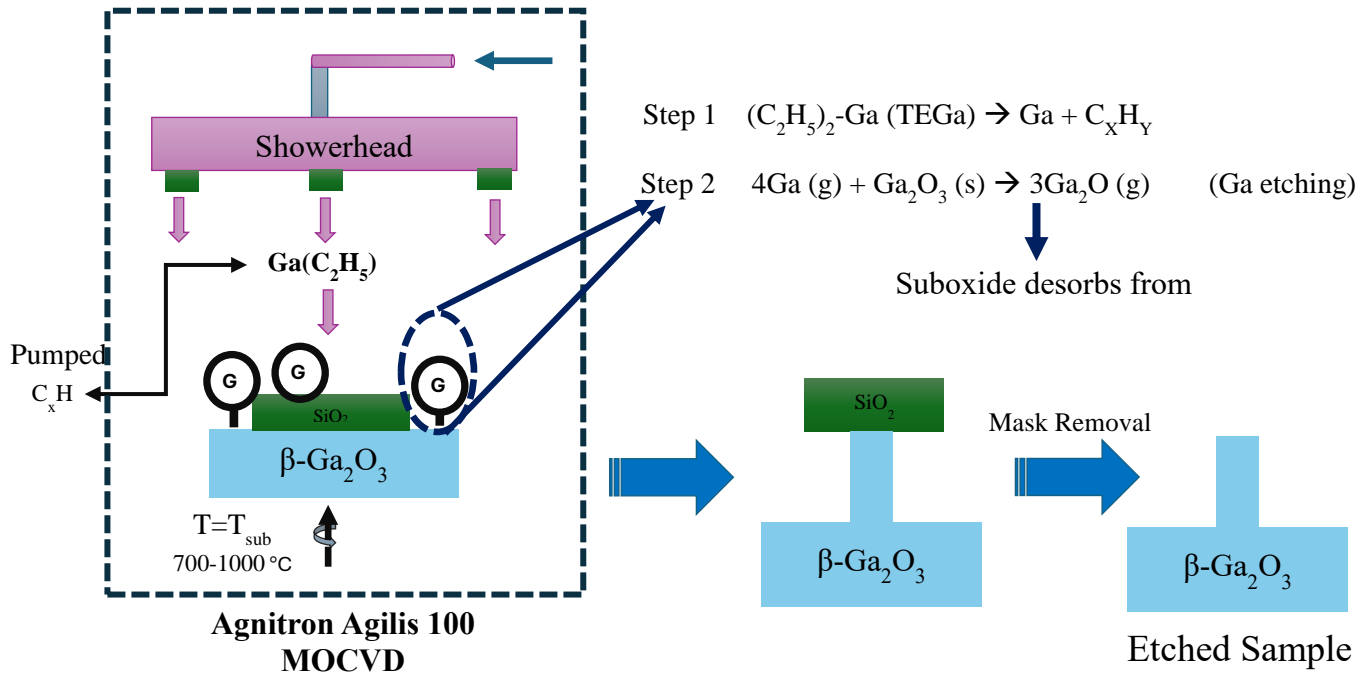 Showerhead
Step 1 (C₂H₅)₂-Ga (TEGa) → Ga + CₓHᵧ
Step 2 4Ga (g) + Ga₂O₃ (s) → 3Ga₂O (g) (Ga etching)
Suboxide desorbs from
Ga(C₂H₅)
Pumped
CₓH
G
G
G
SiO₂
β-Ga₂O₃
T=Tₛᵤb
700-1000 °C
Agnitron Agilis 100
MOCVD
SiO₂
β-Ga₂O₃
Mask Removal
β-Ga₂O₃
Etched Sample